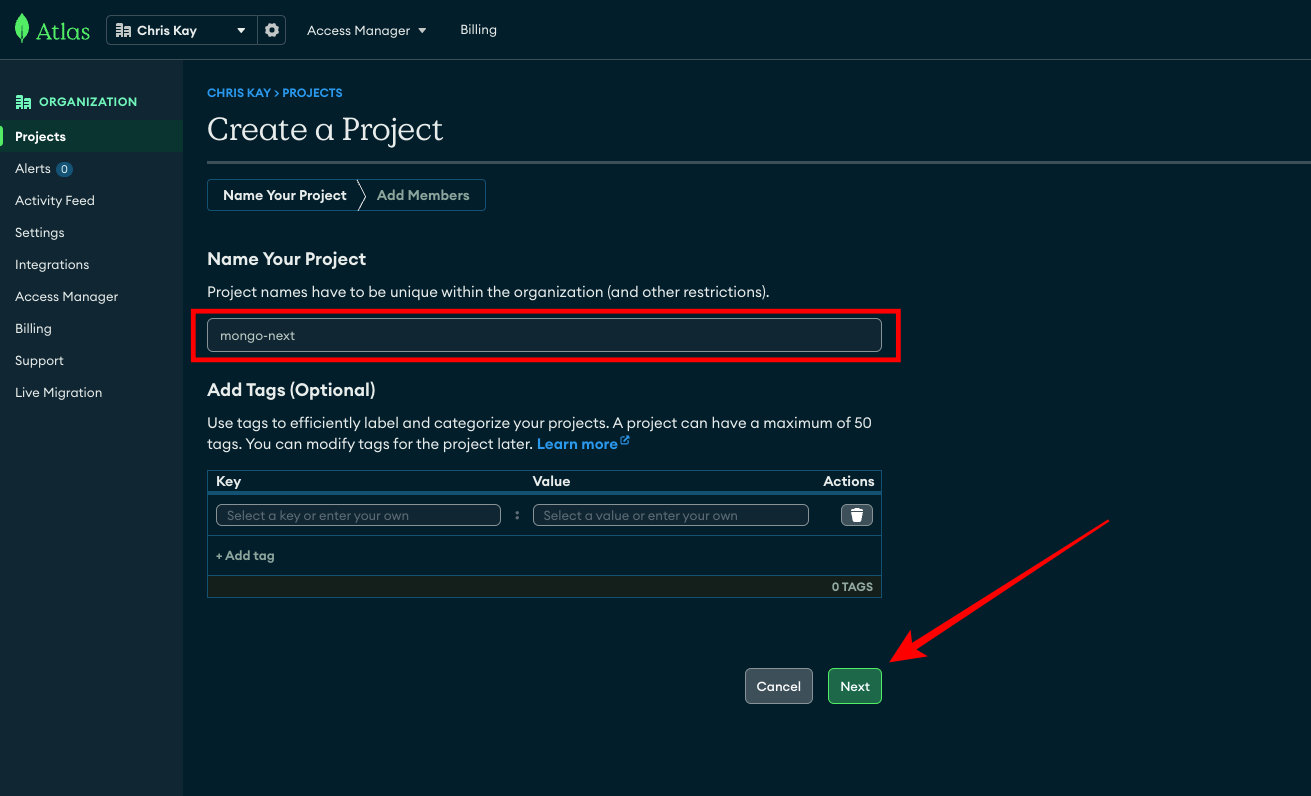 Atlas
Chris Kay
Access Manager
Billing
ORGANIZATION
Projects
Alerts 0
Activity Feed
Settings
Integrations
Access Manager
Billing
Support
Live Migration
CHRIS KAY > PROJECTS
Create a Project
Name Your Project
Add Members
Name Your Project
Project names have to be unique within the organization (and other restrictions).
mongo-next
Add Tags (Optional)
Use tags to efficiently label and categorize your projects. A project can have a maximum of 50
tags. You can modify tags for the project later. Learn more
Key Value Actions
Select a key or enter your own : Select a value or enter your own
+ Add tag
0 TAGS
Cancel
Next